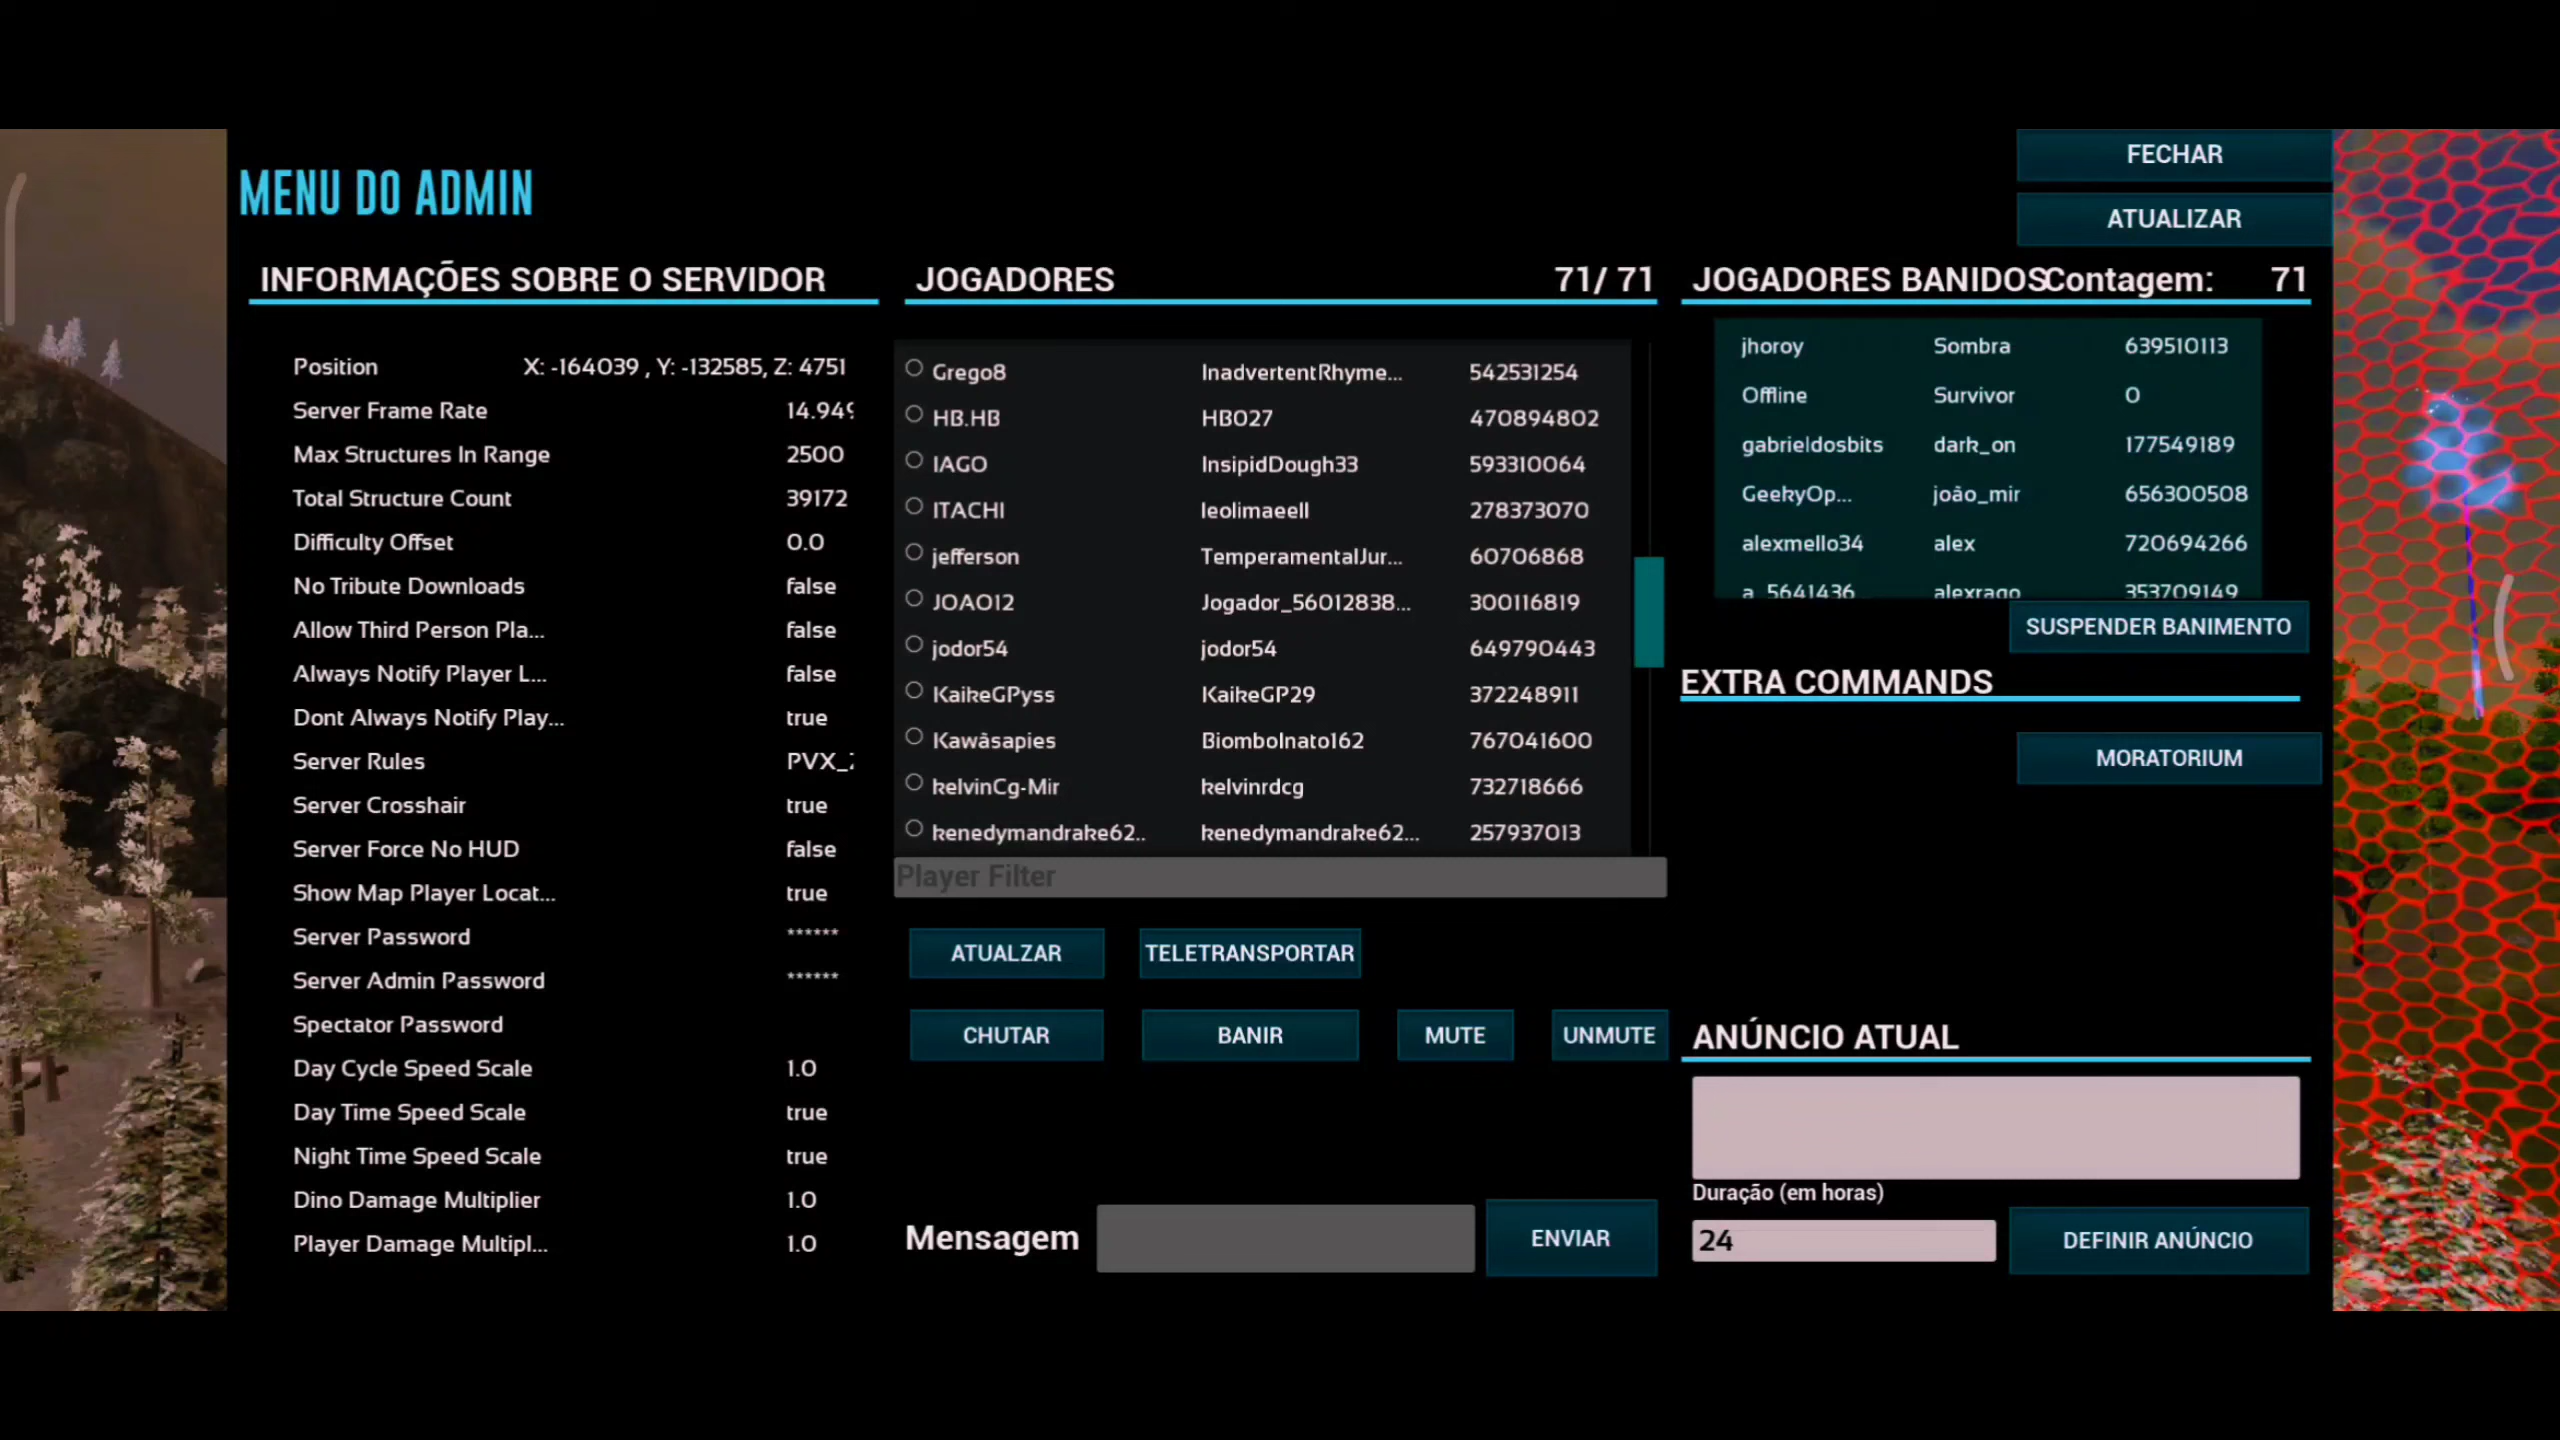 FECHAR
MENU DO ADMIN
ATUALIZAR
INFORMAÇÕES SOBRE O SERVIDOR
Position X: -164039 , Y: -132585, Z: 4751
Server Frame Rate 14.949
Max Structures In Range 2500
Total Structure Count 39172
Difficulty Offset 0.0
No Tribute Downloads false
Allow Third Person Pla... false
Always Notify Player L... false
Dont Always Notify Play... true
Server Rules PVX_
Server Crosshair true
Server Force No HUD false
Show Map Player Locat... true
Server Password ******
Server Admin Password ******
Spectator Password
Day Cycle Speed Scale 1.0
Day Time Speed Scale true
Night Time Speed Scale true
Dino Damage Multiplier 1.0
Player Damage Multipl... 1.0
JOGADORES 71/ 71
Grego8 InadvertentRhyme... 542531254
HB.HB HB027 470894802
IAGO InsipidDough33 593310064
ITACHI leolimaeell 278373070
jefferson TemperamentalJur... 60706868
JOAO12 Jogador_56012838... 300116819
jodor54 jodor54 649790443
KaikeGPyss KaikeGP29 372248911
Kawãsapies Biombolnato162 767041600
kelvinCg-Mir kelvinrdcg 732718666
kenedymandrake62.. kenedymandrake62... 257937013
Player Filter
ATUALZAR TELETRANSPORTAR
CHUTAR BANIR MUTE UNMUTE
Mensagem ENVIAR
JOGADORES BANIDOS Contagem: 71
jhoroy Sombra 639510113
Offline Survivor 0
gabrieldosbits dark_on 177549189
GeekyOp... joão_mir 656300508
alexmello34 alex 720694266
a_5641436 alexrago 353709149
SUSPENDER BANIMENTO
EXTRA COMMANDS
MORATORIUM
ANÚNCIO ATUAL
Duração (em horas)
24 DEFINIR ANÚNCIO